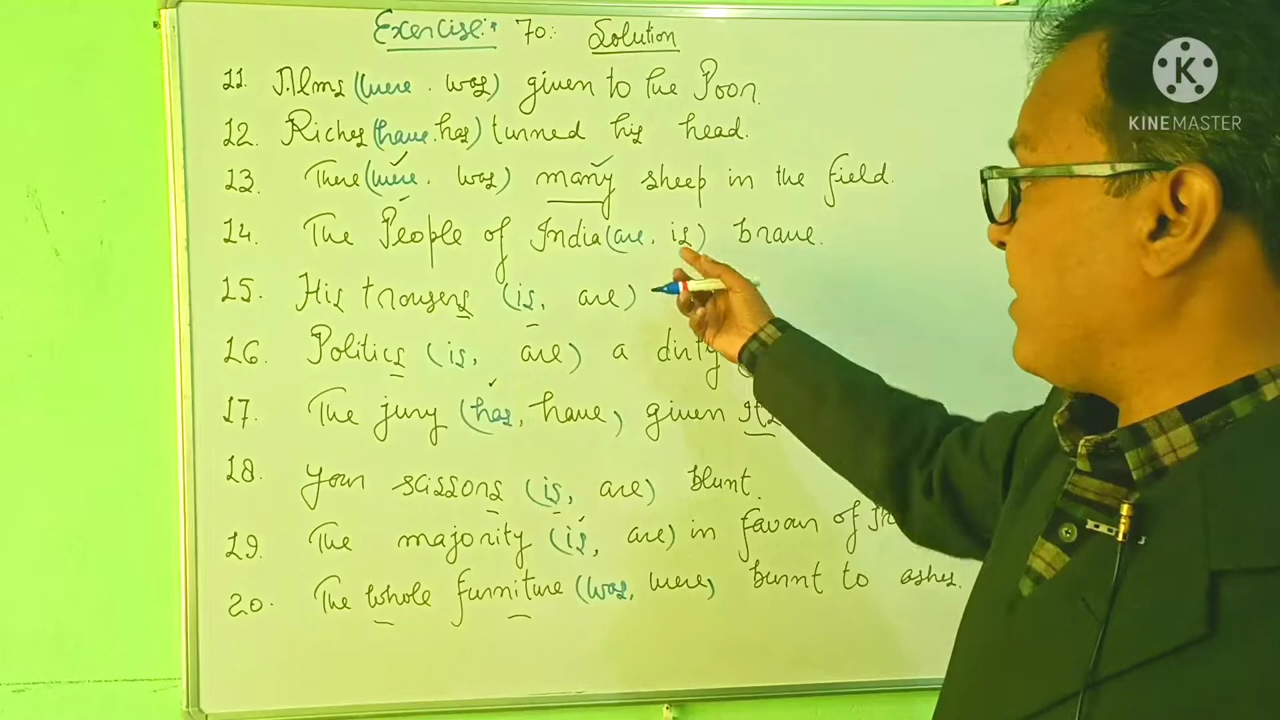 Exercise:- 70:- Solution
11. Alms (were. was) given to the Poor.
12. Riches (have. has) turned his head.
13. There (were. was) many sheep in the field.
14. The People of India (are. is) brave.
15. His trousers (is, are)
16. Politics (is, are) a dirty
17. The jury (has, have) given Its
18. your scissors (is, are) blunt.
19. The majority (is, are) in favour of
20. The whole furniture (was, were) burnt to ashes.
K
KINEMASTER